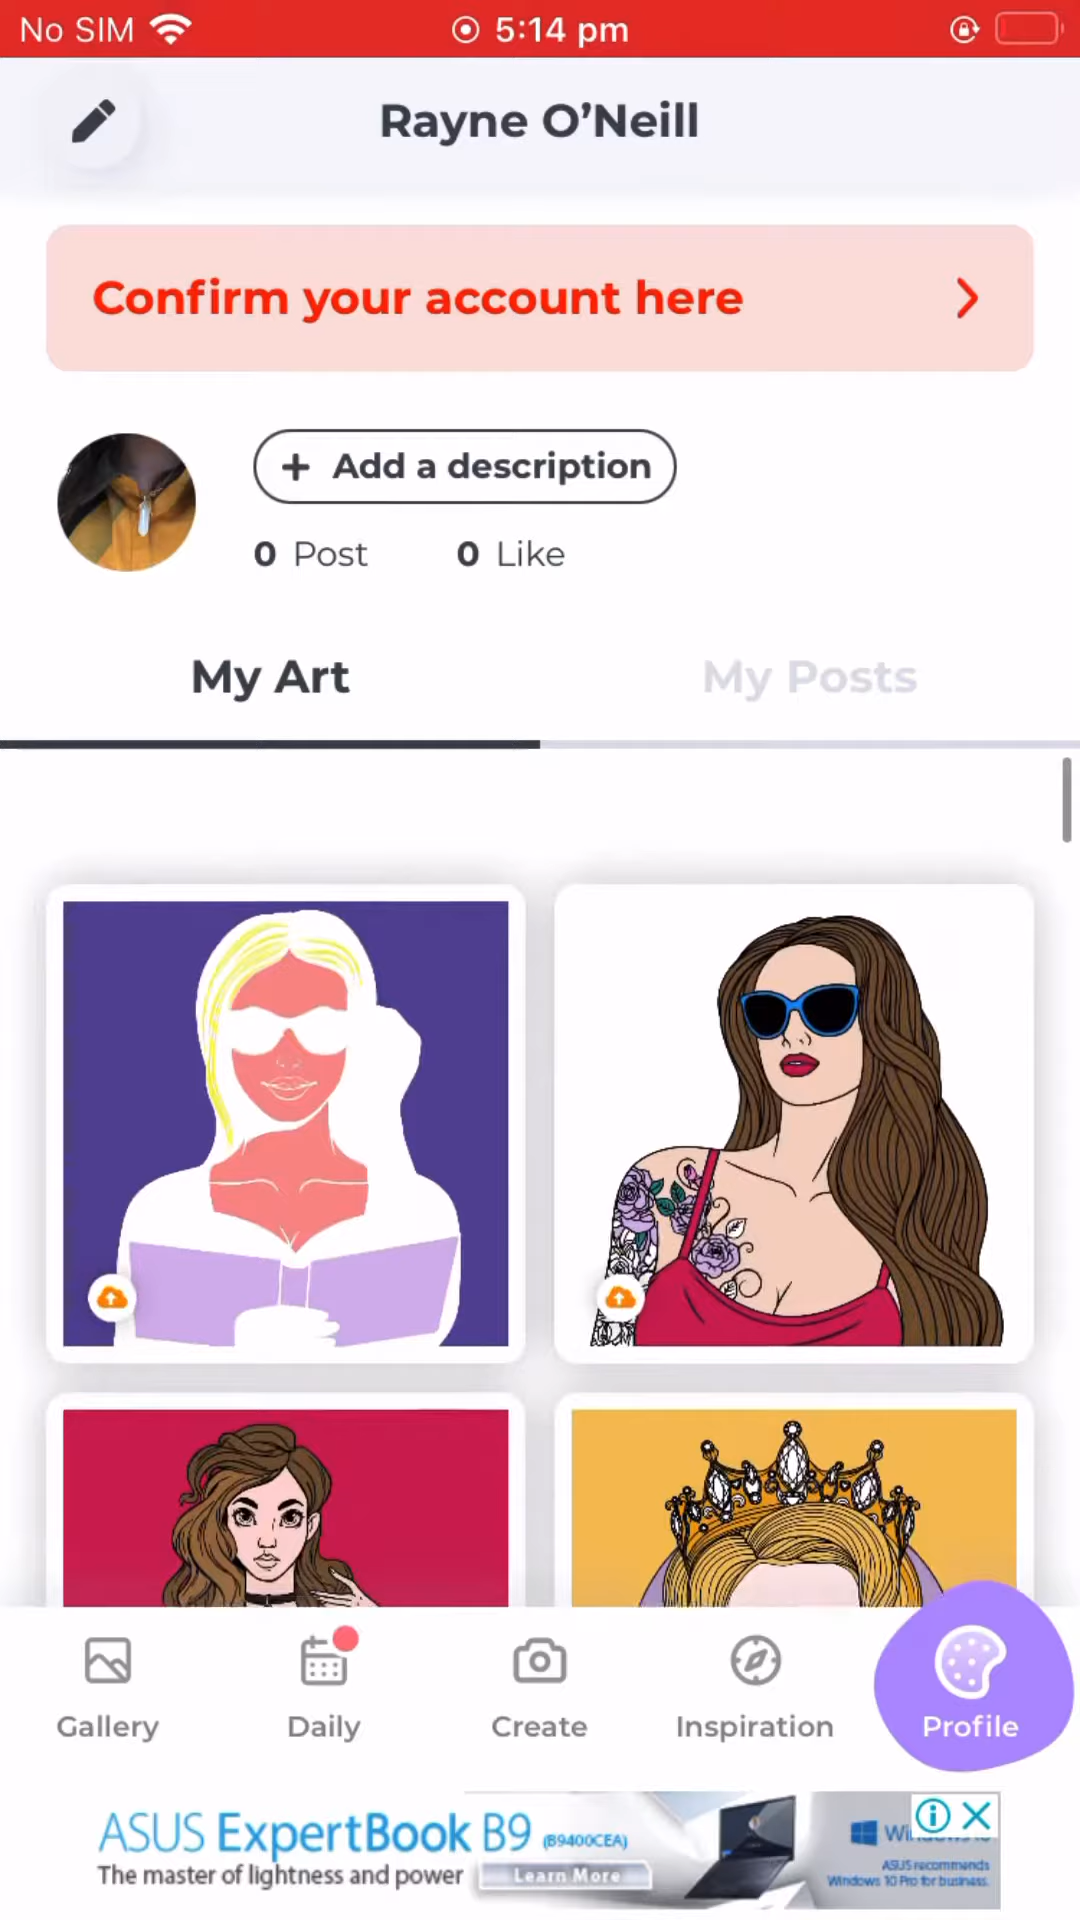 No SIM 5:14 pm
Rayne O’Neill
Confirm your account here
+ Add a description
0 Post 0 Like
My Art My Posts
Gallery Daily Create Inspiration Profile
ASUS ExpertBook B9 (B9400CEA)
The master of lightness and power
Learn More
ASUS recommends
Windows 10 Pro for business.